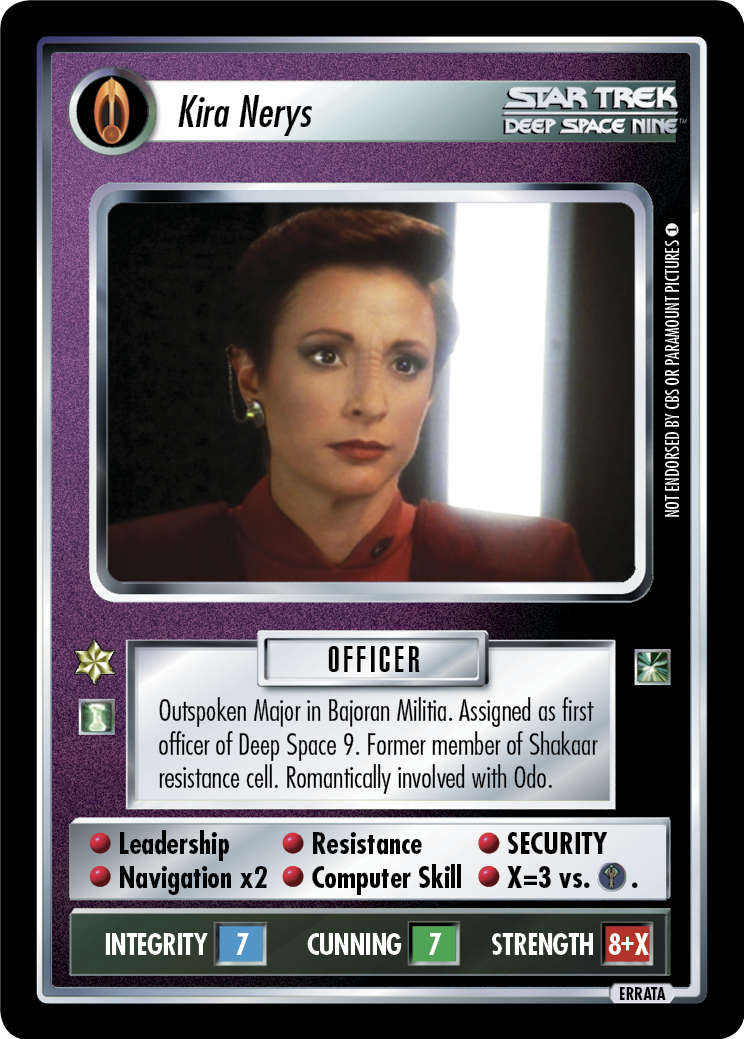 Kira Nerys
STAR TREK
DEEP SPACE NINE™
NOT ENDORSED BY CBS OR PARAMOUNT PICTURES 1
OFFICER
Outspoken Major in Bajoran Militia. Assigned as first
officer of Deep Space 9. Former member of Shakaar
resistance cell. Romantically involved with Odo.
Leadership Resistance SECURITY
Navigation x2 Computer Skill X=3 vs. .
INTEGRITY 7 CUNNING 7 STRENGTH 8+X
ERRATA